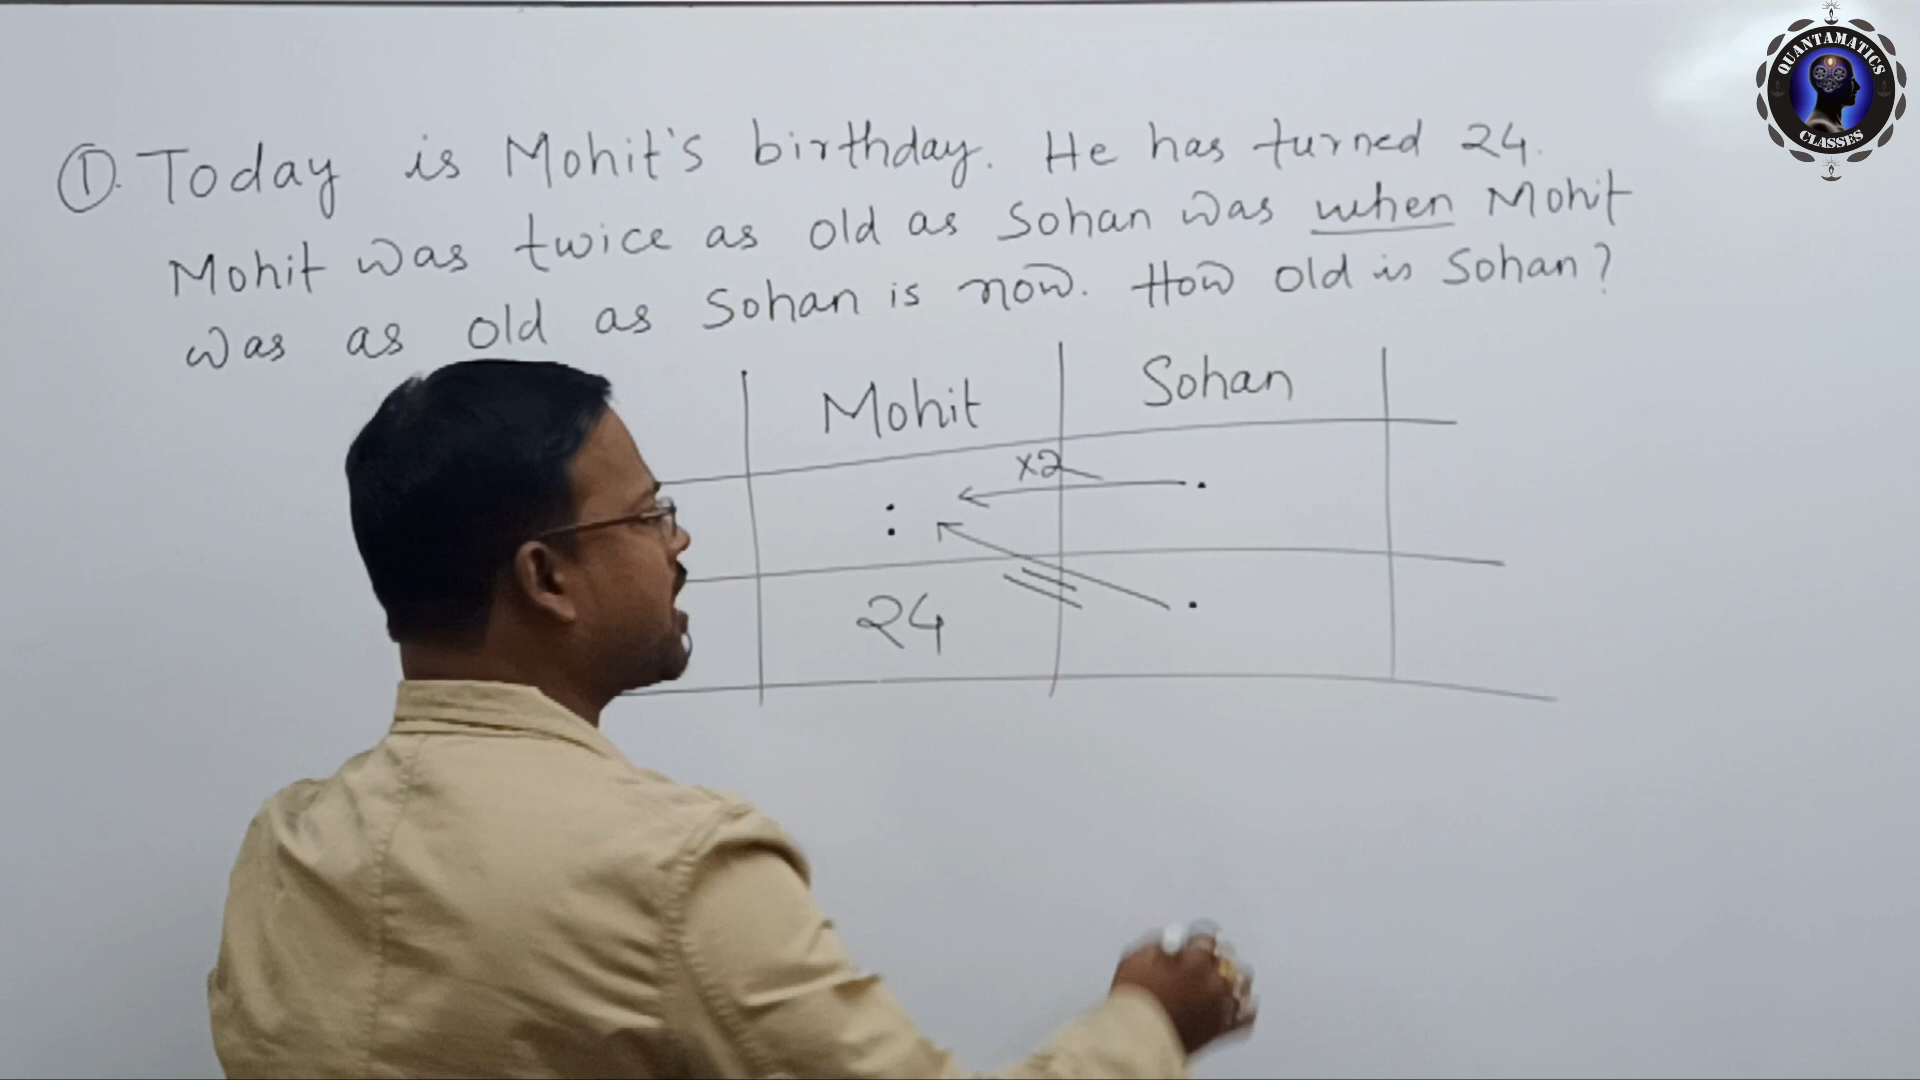 ① Today is Mohit's birthday. He has turned 24.
Mohit was twice as old as Sohan was when Mohit
was as old as Sohan is now. How old is Sohan?
Mohit Sohan
×2
24
QUANTAMATICS
CLASSES